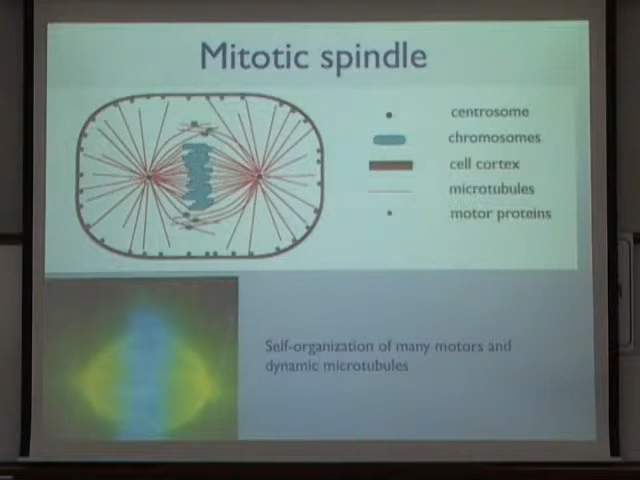 Mitotic spindle
centrosome
chromosomes
cell cortex
microtubules
motor proteins
Self-organization of many motors and
dynamic microtubules